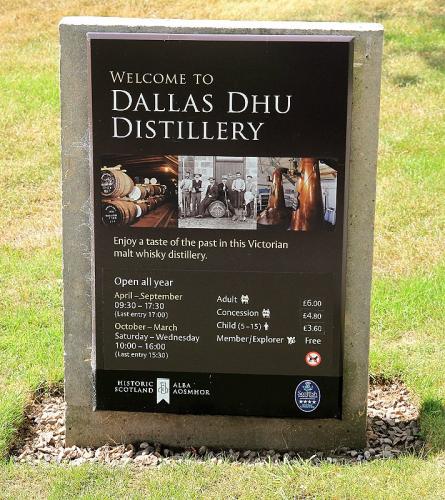 WELCOME TO
DALLAS DHU
DISTILLERY
Enjoy a taste of the past in this Victorian
malt whisky distillery.
Open all year
April – September
09:30 – 17:30
(Last entry 17:00)
October – March
Saturday – Wednesday
10:00 – 16:00
(Last entry 15:30)
Adult £6.00
Concession £4.80
Child (5–15) £3.60
Member/Explorer Free
HISTORIC SCOTLAND
ALBA AOSMHOR
Scottish